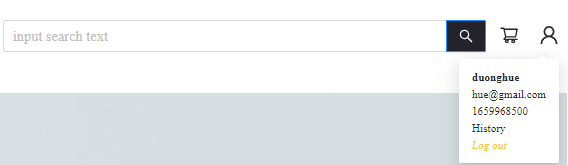 input search text
duonghue
hue@gmail.com
1659968500
History
Log out